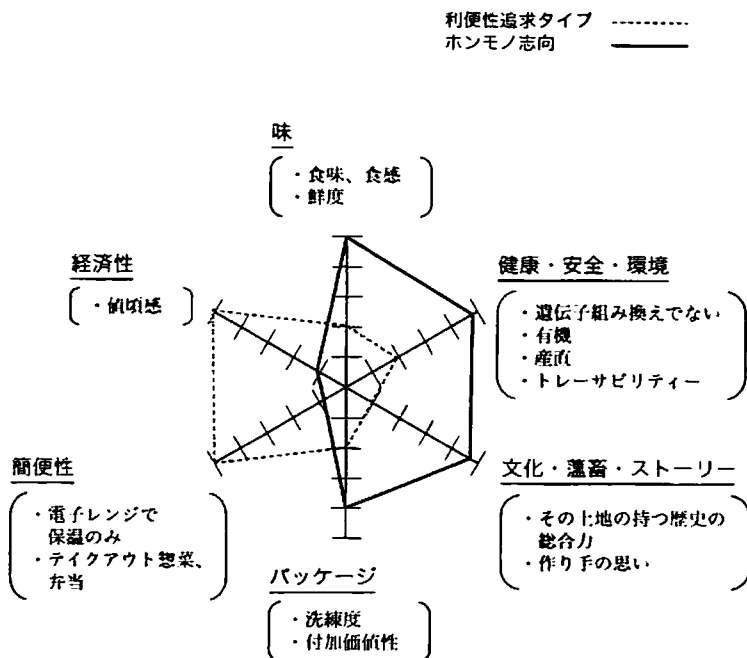 利便性追求タイプ
ホンモノ志向
味
・食味、食感
・鮮度
経済性
・値頃感
健康・安全・環境
・遺伝子組み換えでない
・有機
・産直
・トレーサビリティー
簡便性
・電子レンジで
保温のみ
・テイクアウト惣菜、
弁当
文化・薀蓄・ストーリー
・その土地の持つ歴史の
総合力
・作り手の思い
パッケージ
・洗練度
・付加価値性